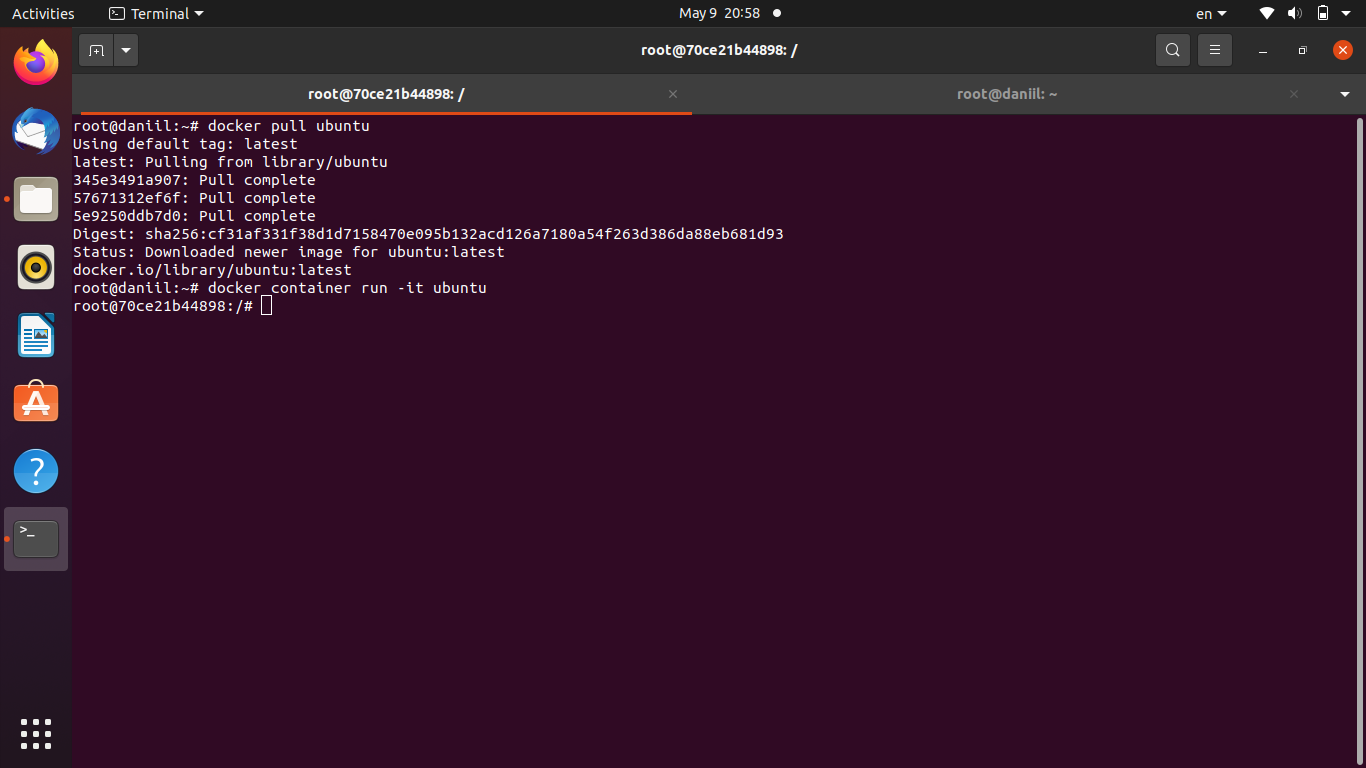 Activities
Terminal
May 9 20:58
en
root@70ce21b44898: /
root@70ce21b44898: /
root@daniil: ~
root@daniil:~# docker pull ubuntu
Using default tag: latest
latest: Pulling from library/ubuntu
345e3491a907: Pull complete
57671312ef6f: Pull complete
5e9250ddb7d0: Pull complete
Digest: sha256:cf31af331f38d1d7158470e095b132acd126a7180a54f263d386da88eb681d93
Status: Downloaded newer image for ubuntu:latest
docker.io/library/ubuntu:latest
root@daniil:~# docker container run -it ubuntu
root@70ce21b44898:/#